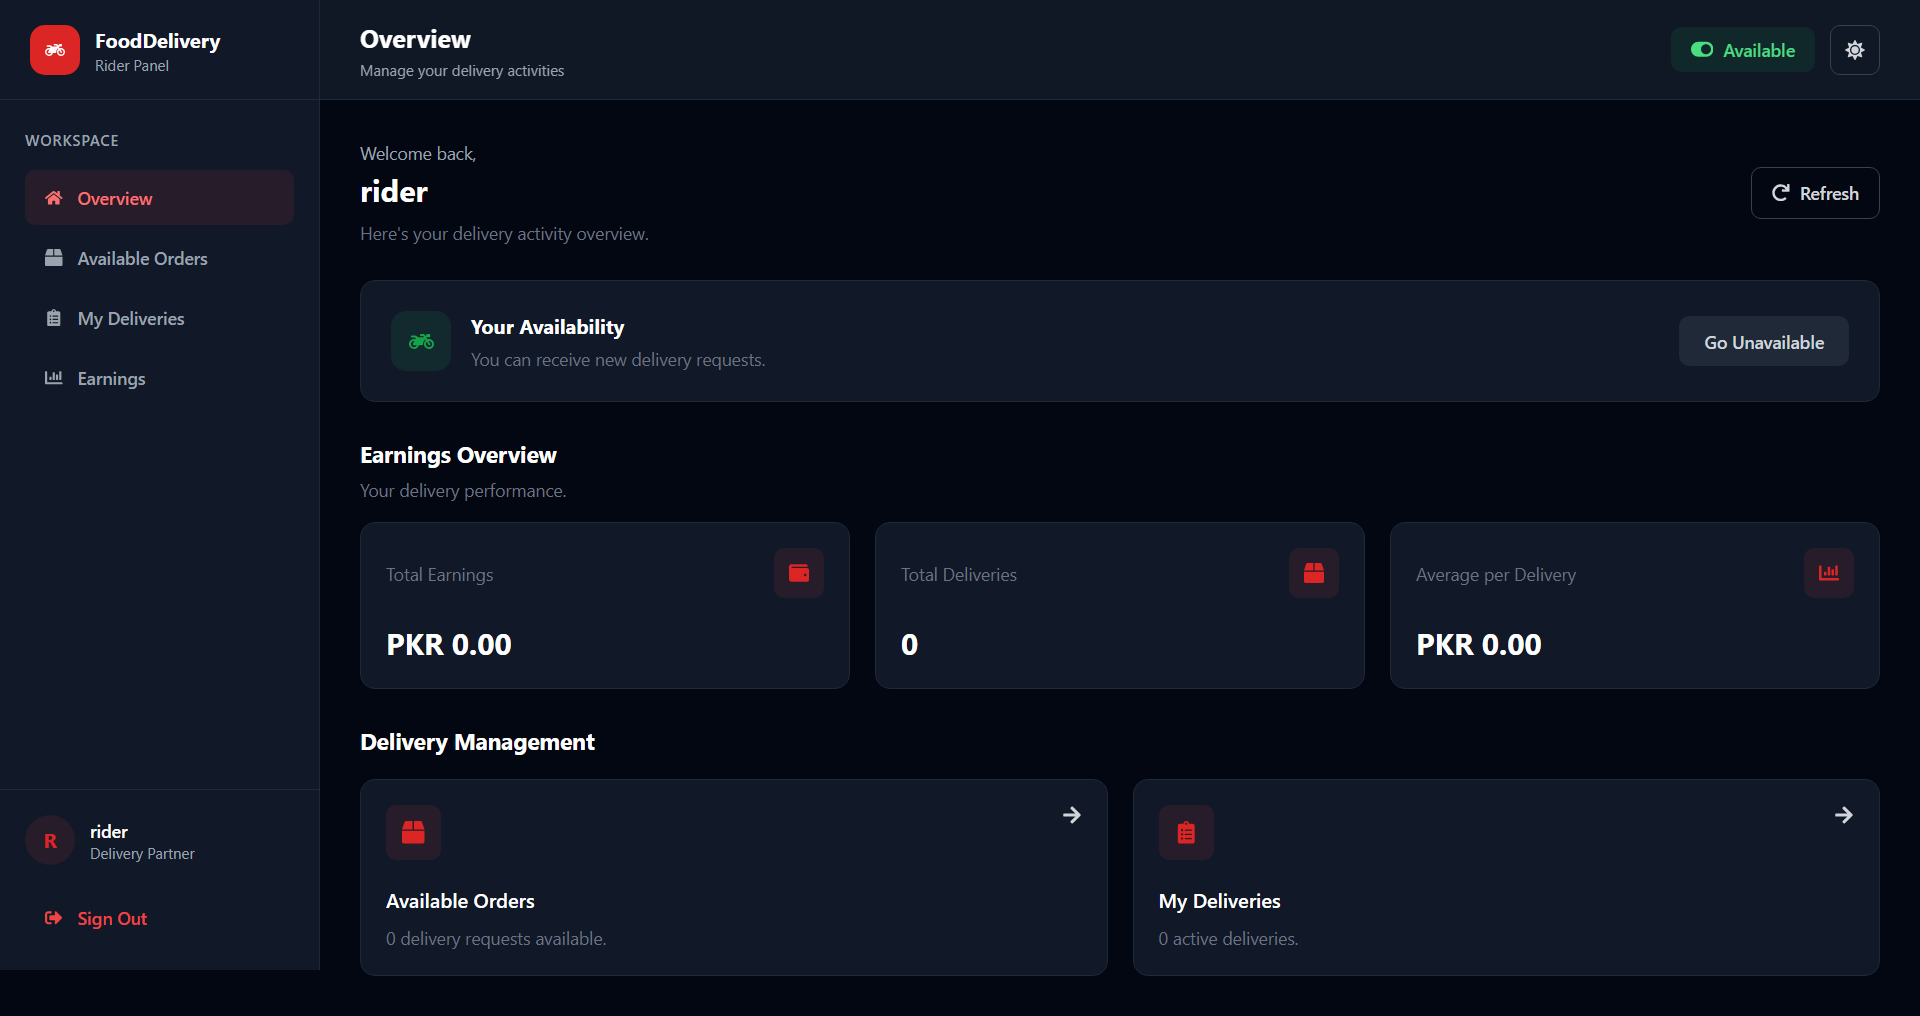 FoodDelivery
Rider Panel
WORKSPACE
Overview
Available Orders
My Deliveries
Earnings
R
rider
Delivery Partner
Sign Out
Overview
Manage your delivery activities
Available
Welcome back,
rider
Here's your delivery activity overview.
Refresh
Your Availability
You can receive new delivery requests.
Go Unavailable
Earnings Overview
Your delivery performance.
Total Earnings
PKR 0.00
Total Deliveries
0
Average per Delivery
PKR 0.00
Delivery Management
Available Orders
0 delivery requests available.
My Deliveries
0 active deliveries.